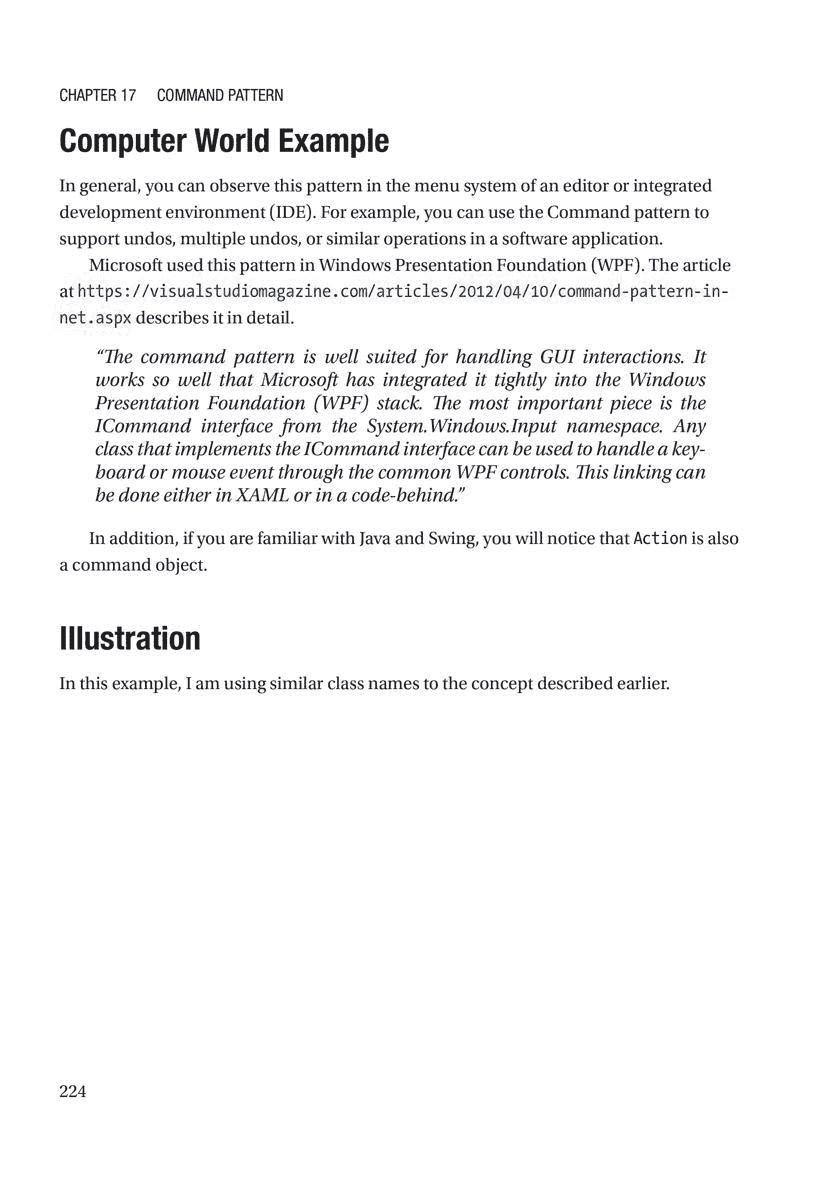 CHAPTER 17 COMMAND PATTERN
Computer World Example
In general, you can observe this pattern in the menu system of an editor or integrated
development environment (IDE). For example, you can use the Command pattern to
support undos, multiple undos, or similar operations in a software application.
Microsoft used this pattern in Windows Presentation Foundation (WPF). The article
at https://visualstudiomagazine.com/articles/2012/04/10/command-pattern-in-
net.aspx describes it in detail.
“The command pattern is well suited for handling GUI interactions. It
works so well that Microsoft has integrated it tightly into the Windows
Presentation Foundation (WPF) stack. The most important piece is the
ICommand interface from the System.Windows.Input namespace. Any
class that implements the ICommand interface can be used to handle a key-
board or mouse event through the common WPF controls. This linking can
be done either in XAML or in a code-behind.”
In addition, if you are familiar with Java and Swing, you will notice that Action is also
a command object.
Illustration
In this example, I am using similar class names to the concept described earlier.
224